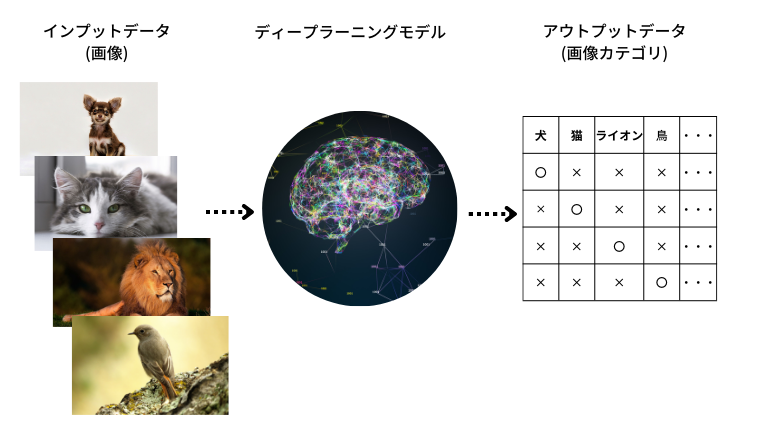 インプットデータ
(画像)
ディープラーニングモデル
アウトプットデータ
(画像カテゴリ)
犬 猫 ライオン 鳥 ・・・
○ × × × ・・・
× ○ × × ・・・
× × ○ × ・・・
× × × ○ ・・・